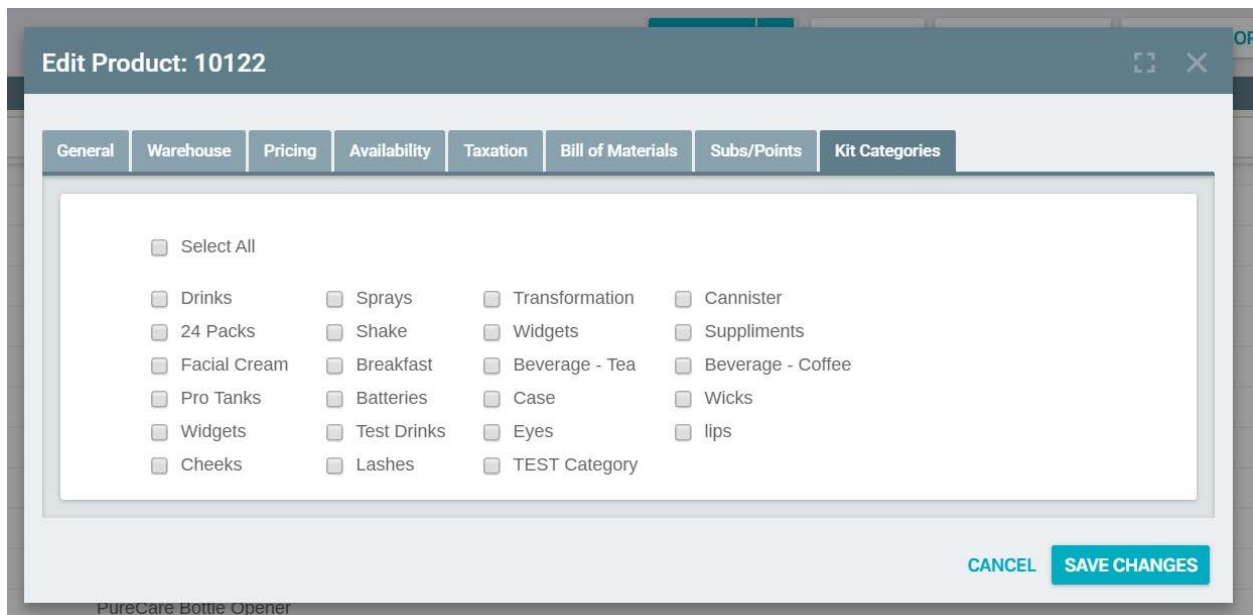 OR
Edit Product: 10122
General Warehouse Pricing Availability Taxation Bill of Materials Subs/Points Kit Categories
Select All
Drinks Sprays Transformation Cannister
24 Packs Shake Widgets Suppliments
Facial Cream Breakfast Beverage - Tea Beverage - Coffee
Pro Tanks Batteries Case Wicks
Widgets Test Drinks Eyes lips
Cheeks Lashes TEST Category
CANCEL SAVE CHANGES
PureCare Bottle Opener